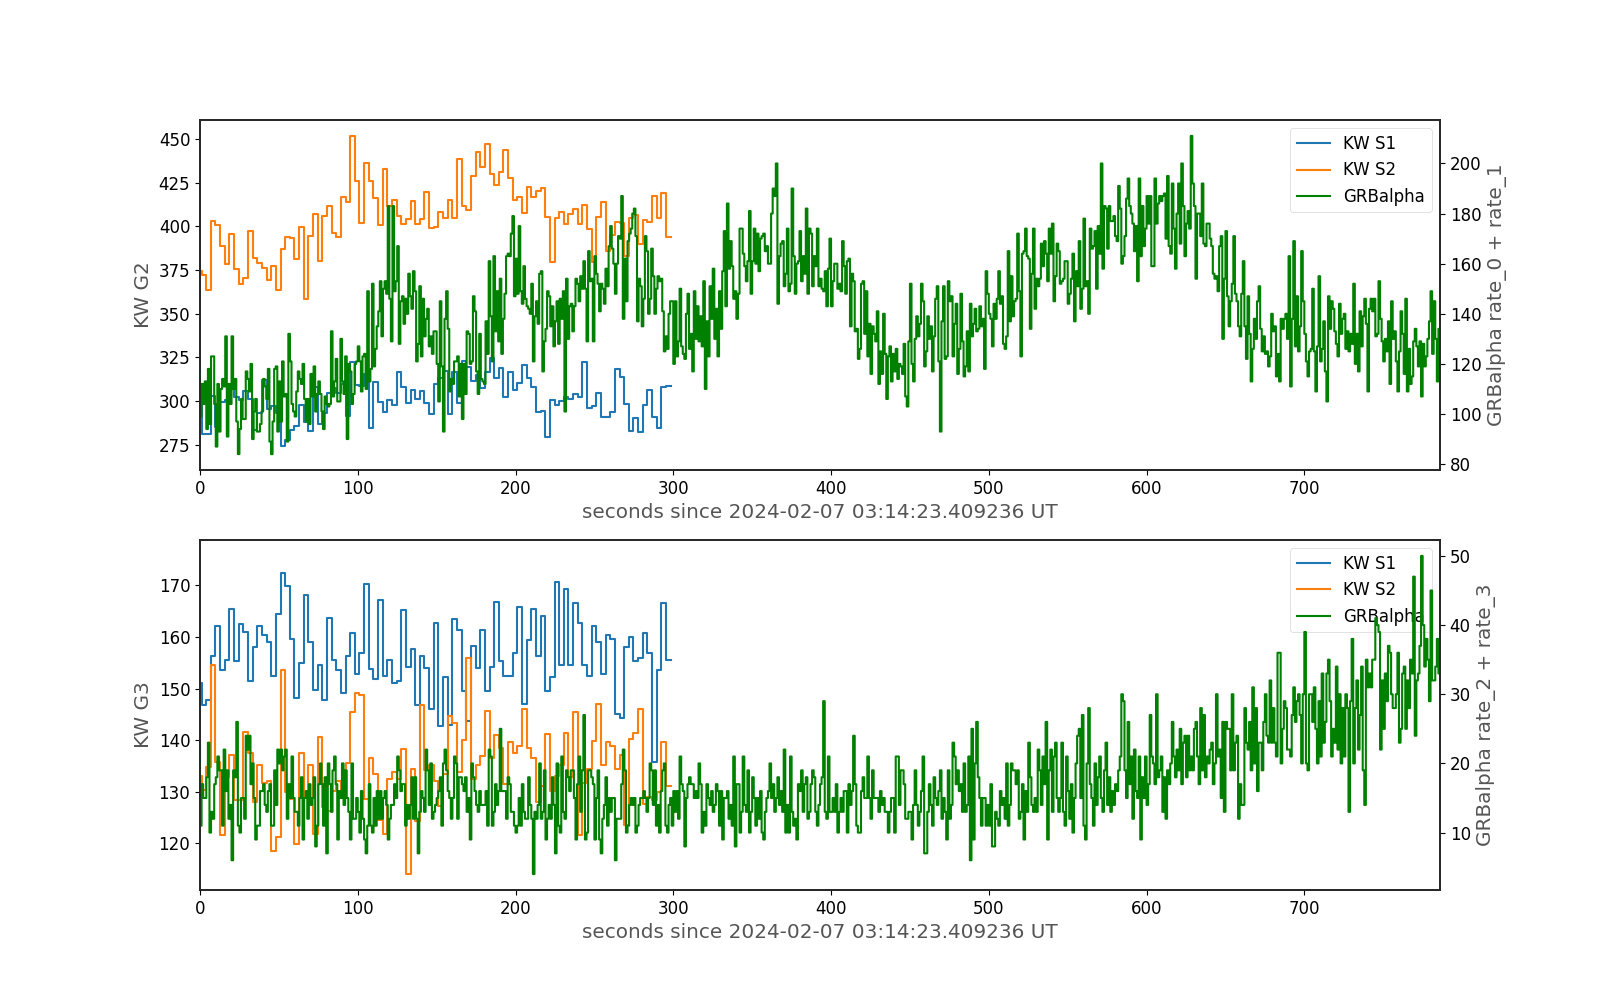 KW S1
KW S2
GRBalpha
450
425
400
375
350
325
300
275
200
180
160
140
120
100
80
KW G2
GRBalpha rate_0 + rate_1
0 100 200 300 400 500 600 700
seconds since 2024-02-07 03:14:23.409236 UT
KW S1
KW S2
GRBalpha
170
160
150
140
130
120
50
40
30
20
10
KW G3
GRBalpha rate_2 + rate_3
0 100 200 300 400 500 600 700
seconds since 2024-02-07 03:14:23.409236 UT